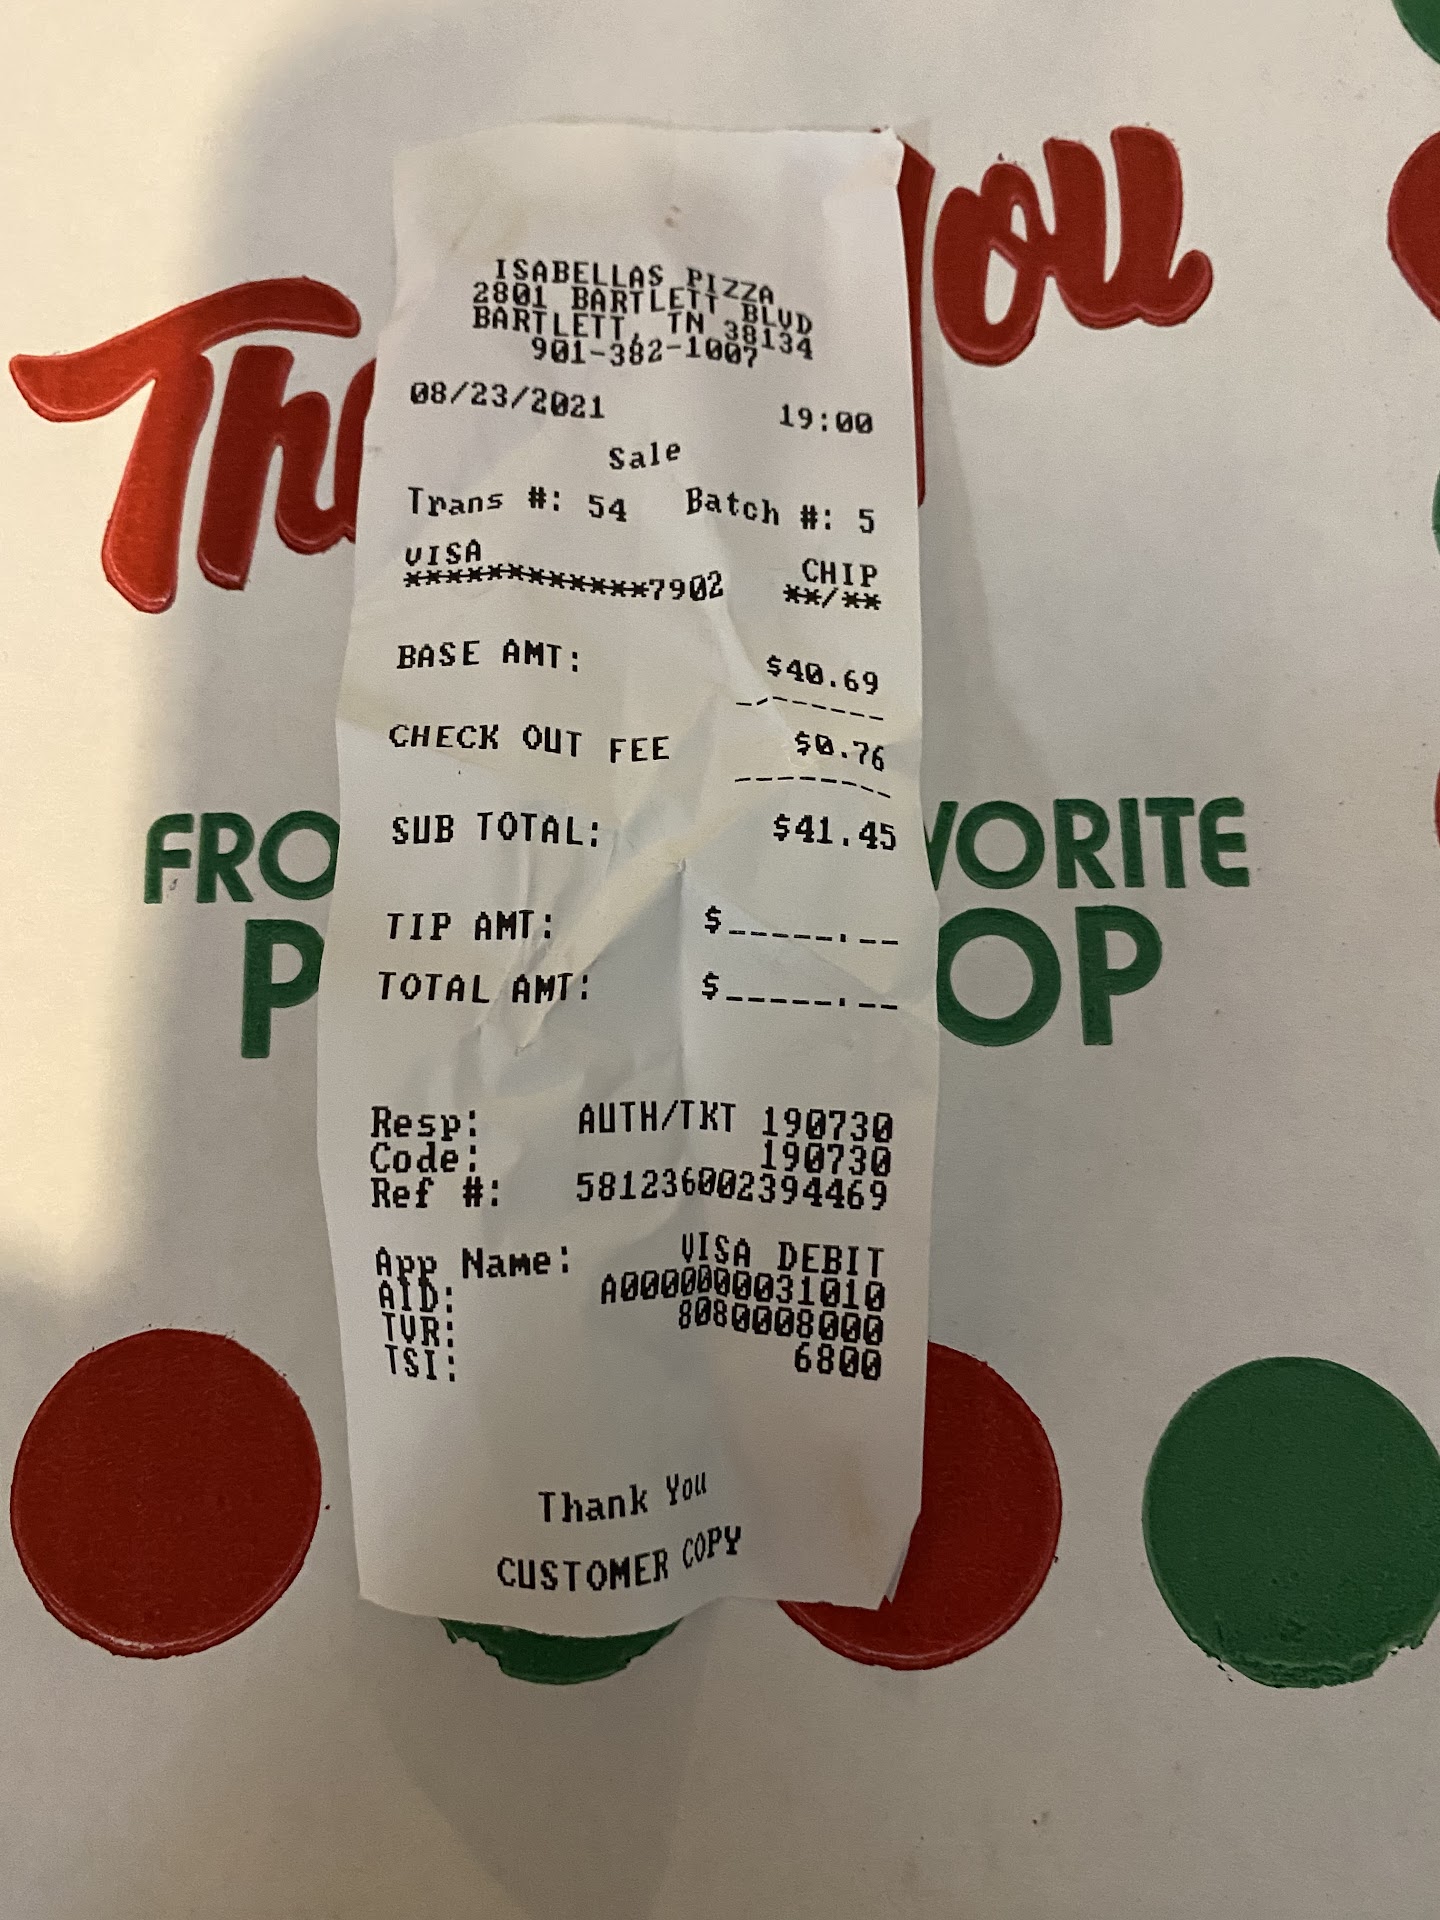 Tha You
ISABELLAS PIZZA
2801 BARTLETT BLVD
BARTLETT, TN 38134
901-382-1007
08/23/2021 19:00
Sale
Trans #: 54 Batch #: 5
VISA CHIP
************7902 **/**
BASE AMT: $40.69
--------
CHECK OUT FEE $0.76
--------
SUB TOTAL: $41.45
TIP AMT: $_____.__
TOTAL AMT: $_____.__
Resp: AUTH/TKT 190730
Code: 190730
Ref #: 581236002394469
App Name: VISA DEBIT
AID: A0000000031010
TVR: 8080008000
TSI: 6800
Thank You
CUSTOMER COPY
FRO VORITE
P OP